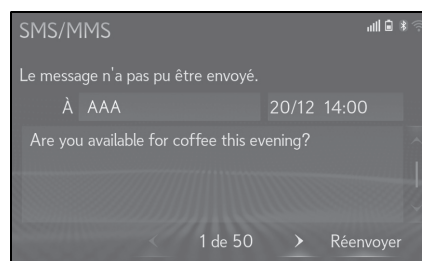 SMS/MMS
Le message n'a pas pu être envoyé.
À AAA 20/12 14:00
Are you available for coffee this evening?
1 de 50 Réenvoyer